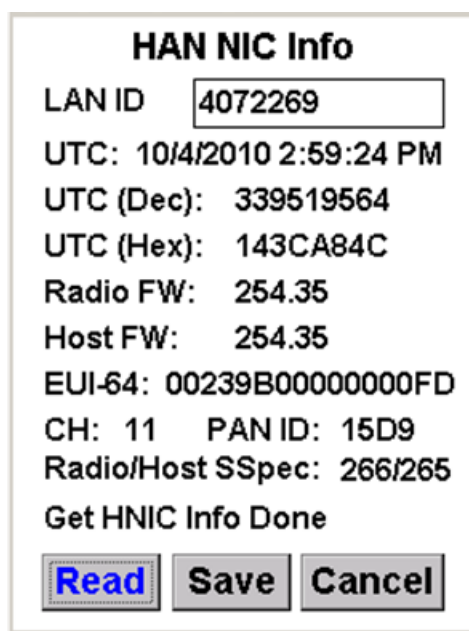 HAN NIC Info
LAN ID 4072269
UTC: 10/4/2010 2:59:24 PM
UTC (Dec): 339519564
UTC (Hex): 143CA84C
Radio FW: 254.35
Host FW: 254.35
EUI-64: 00239B00000000FD
CH: 11 PAN ID: 15D9
Radio/Host SSpec: 266/265
Get HNIC Info Done
Read Save Cancel